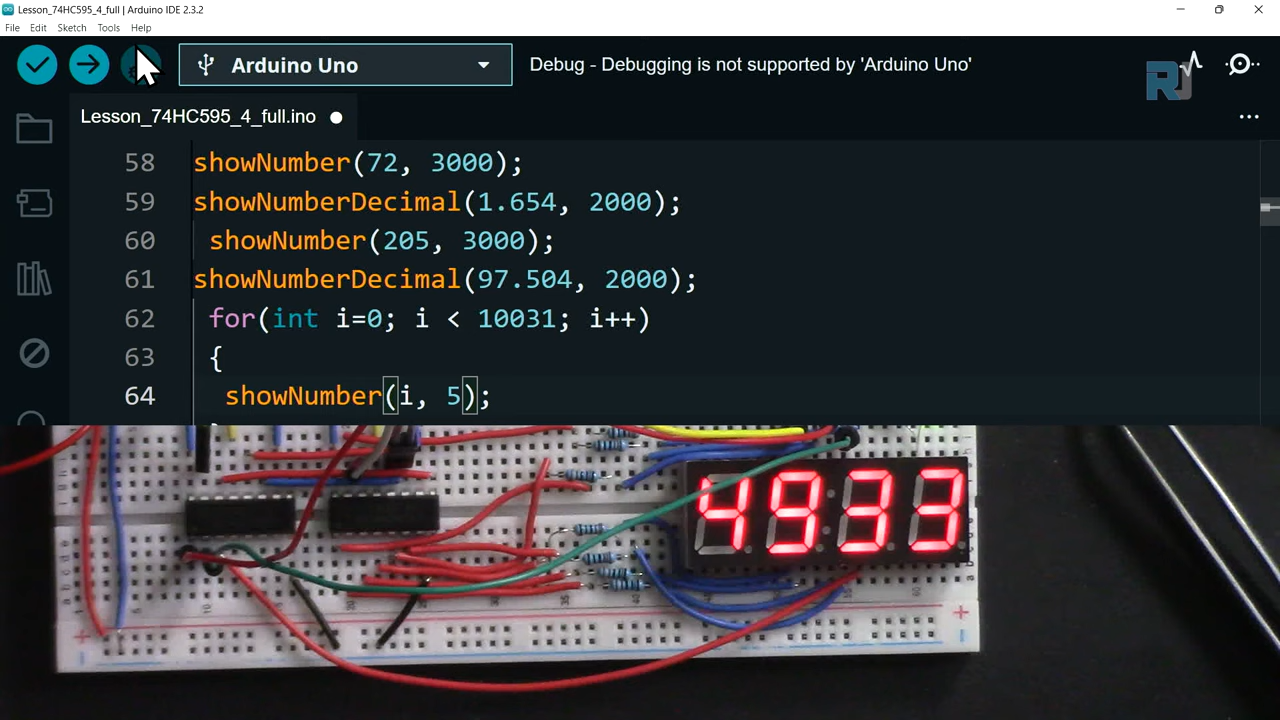 Lesson_74HC595_4_full | Arduino IDE 2.3.2
File Edit Sketch Tools Help
Arduino Uno
Debug - Debugging is not supported by 'Arduino Uno'
RJ
Lesson_74HC595_4_full.ino
58 showNumber(72, 3000);
59 showNumberDecimal(1.654, 2000);
60 showNumber(205, 3000);
61 showNumberDecimal(97.504, 2000);
62 for(int i=0; i < 10031; i++)
63 {
64 showNumber(i, 5);
4933